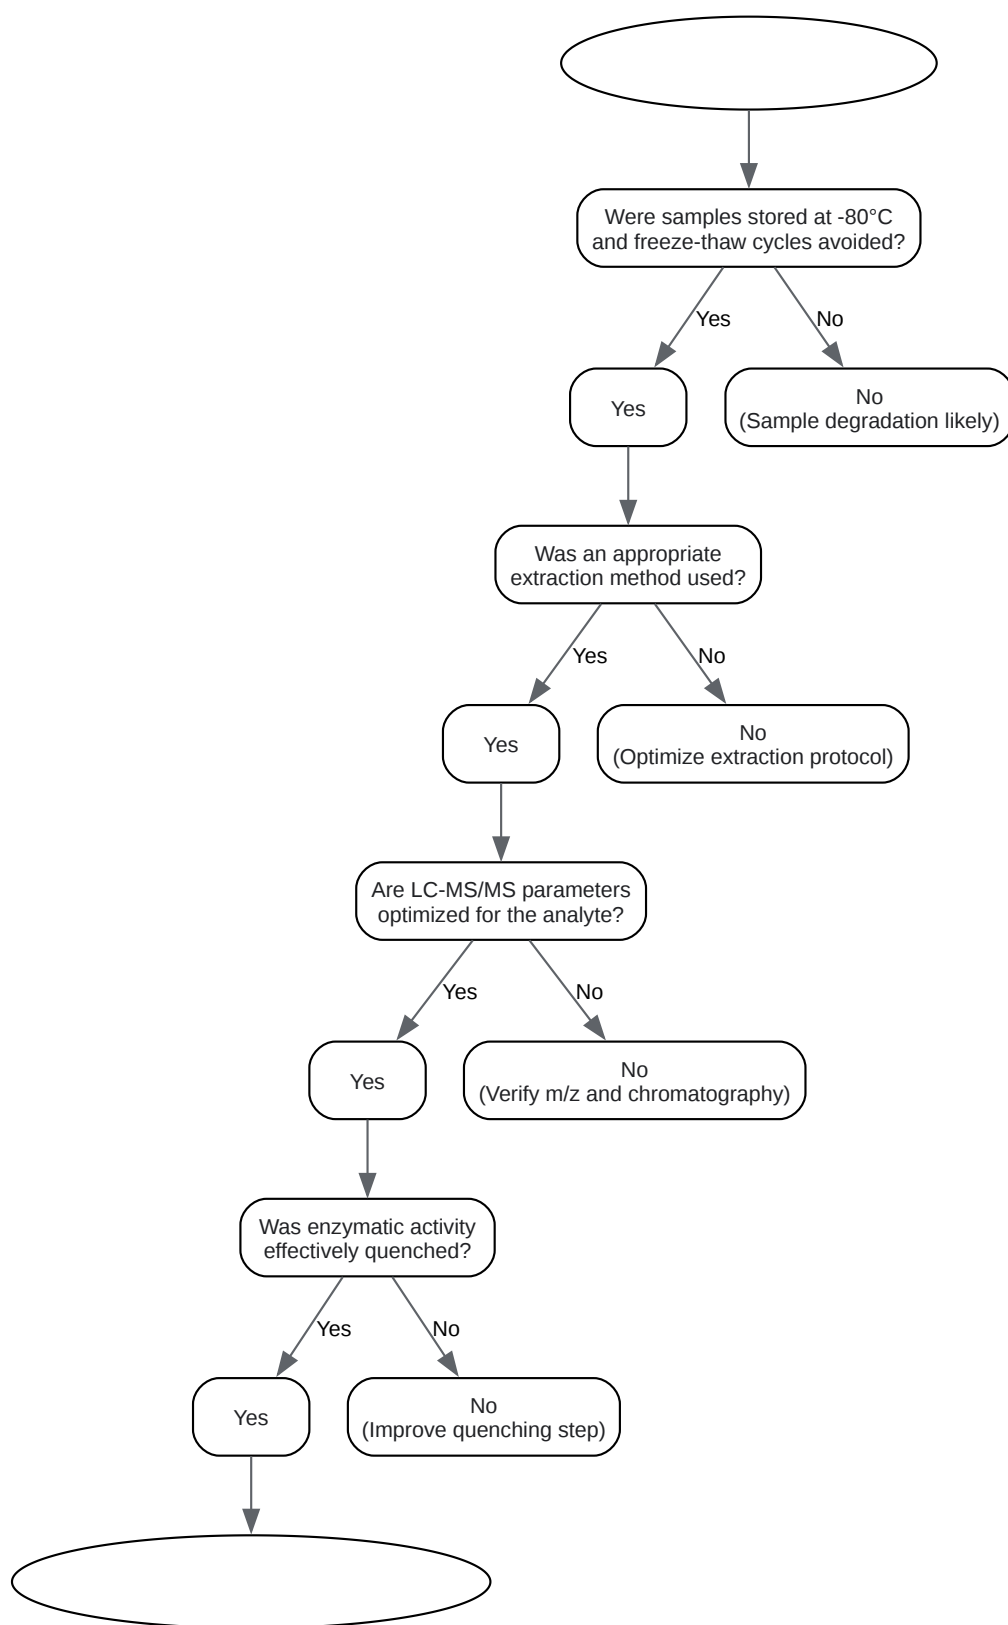 Were samples stored at -80°C
and freeze-thaw cycles avoided?
Yes
No
Yes
No
(Sample degradation likely)
Was an appropriate
extraction method used?
Yes
No
Yes
No
(Optimize extraction protocol)
Are LC-MS/MS parameters
optimized for the analyte?
Yes
No
Yes
No
(Verify m/z and chromatography)
Was enzymatic activity
effectively quenched?
Yes
No
Yes
No
(Improve quenching step)